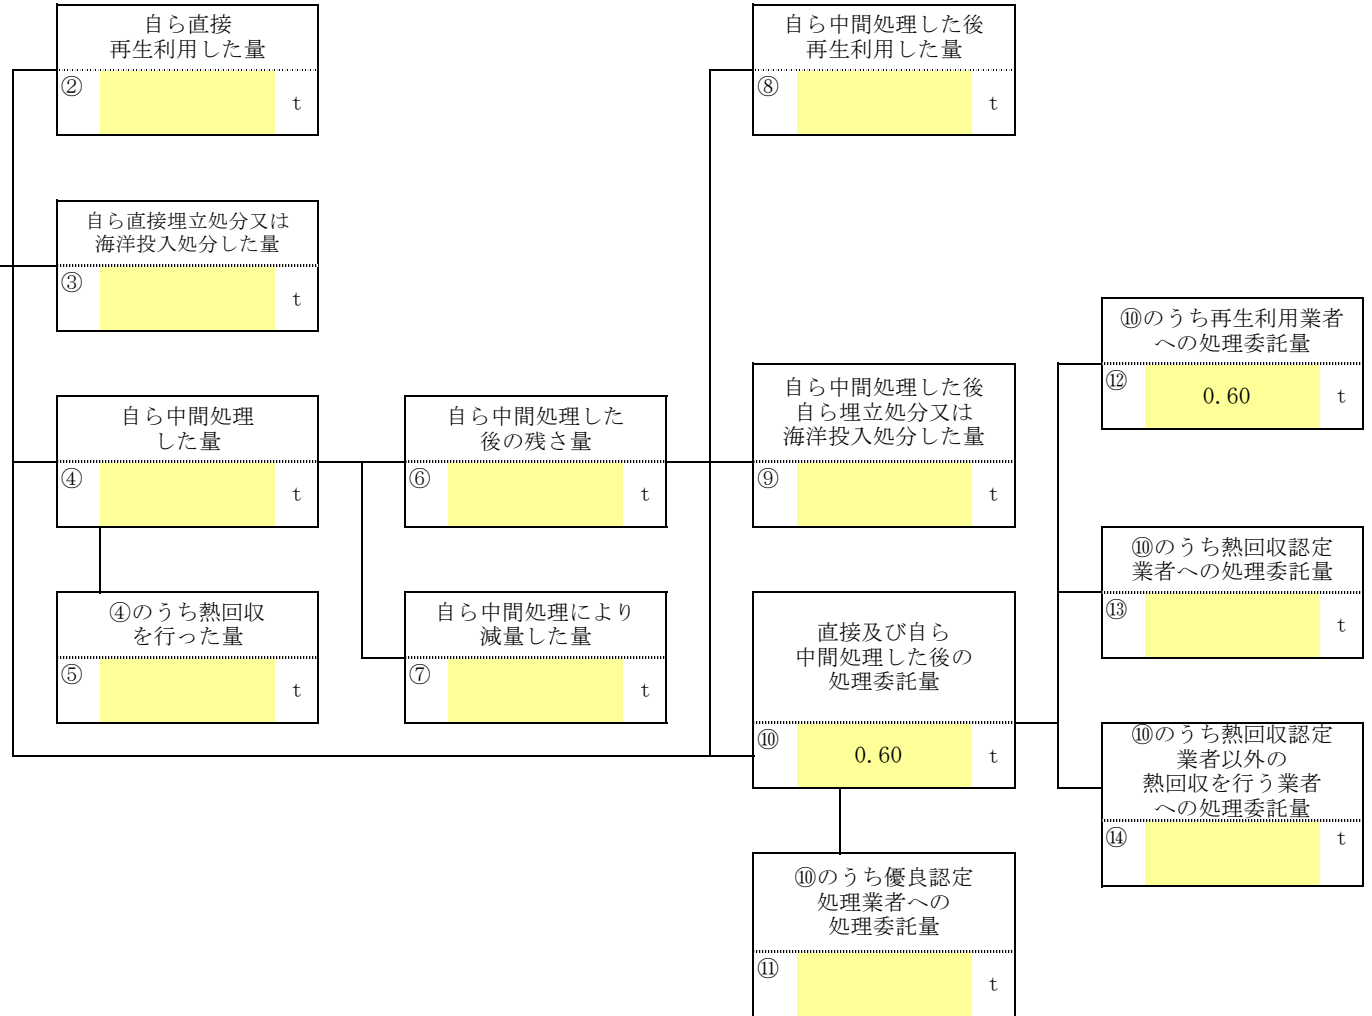 自ら直接
再生利用した量
②
t
自ら中間処理した後
再生利用した量
⑧
t
自ら直接埋立処分又は
海洋投入処分した量
③
t
⑩のうち再生利用業者
への処理委託量
⑫
0.60
t
自ら中間処理
した量
④
t
自ら中間処理した
後の残さ量
⑥
t
自ら中間処理した後
自ら埋立処分又は
海洋投入処分した量
⑨
t
⑩のうち熱回収認定
業者への処理委託量
⑬
t
④のうち熱回収
を行った量
⑤
t
自ら中間処理により
減量した量
⑦
t
直接及び自ら
中間処理した後の
処理委託量
⑩
0.60
t
⑩のうち熱回収認定
業者以外の
熱回収を行う業者
への処理委託量
⑭
t
⑩のうち優良認定
処理業者への
処理委託量
⑪
t